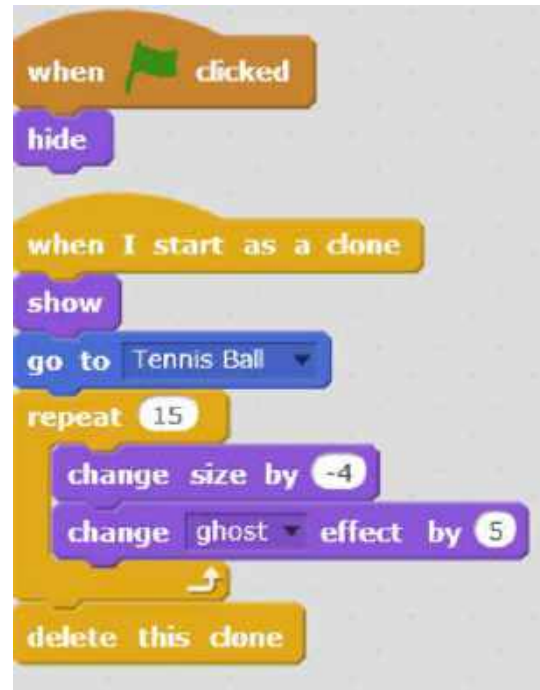 when clicked
hide
when I start as a clone
show
go to Tennis Ball
repeat 15
change size by -4
change ghost effect by 5
delete this clone